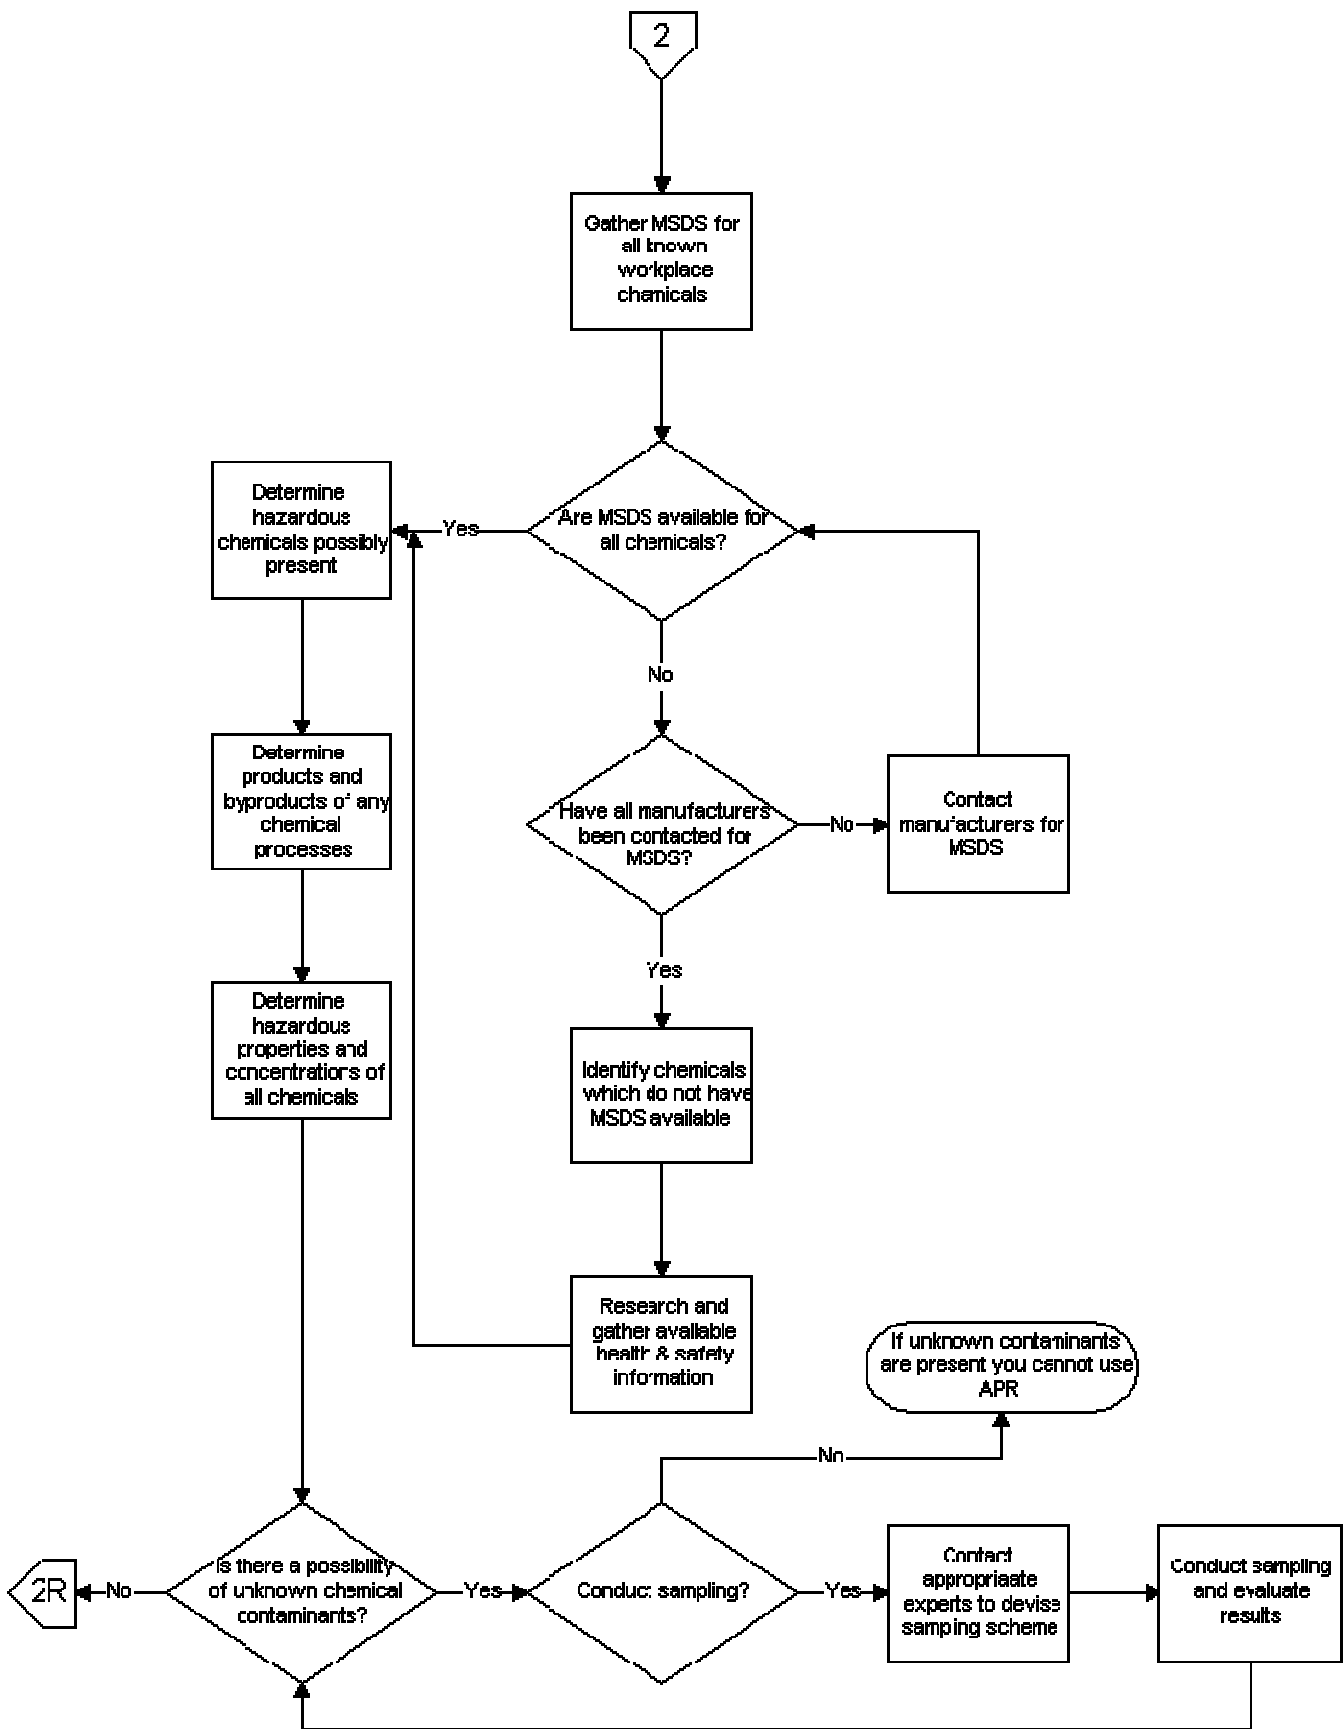 2
Gather MSDS for
all known
workplace
chamicals
Determine
hazardous
chemicals possibly
present
Yes
Are MSDS available for
all chemicals?
No
Determine
products and
byproducts of any
chemical
processes
Have all manufacturers
been contacted for
MSDS?
No
Contact
manufacturers for
MSDS
Yes
Determine
hazardous
properties and
concentrations of
all chemicals
Identify chemicals
which do not have
MSDS available
Research and
gather available
health & safety
information
If unknown contaminants
are present you cannot use
APR
No
2R
No
Is there a possibility
of unknown chemical
contaminants?
Yes
Conduct sampling?
Yes
Contact
appropriaate
experts to devise
sampling scheme
Conduct sampling
and evaluate
results